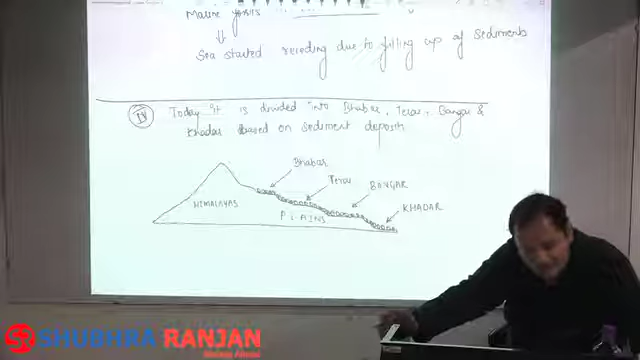 Marine fossils
Sea started receding due to filling up of sediments
IV Today it is divided into Bhabar, Terai, Bangar &
Khadar based on sediment deposits
Bhabar
Terai
BANGAR
KHADAR
HIMALAYAS
PLAINS
SHUBHRA RANJAN